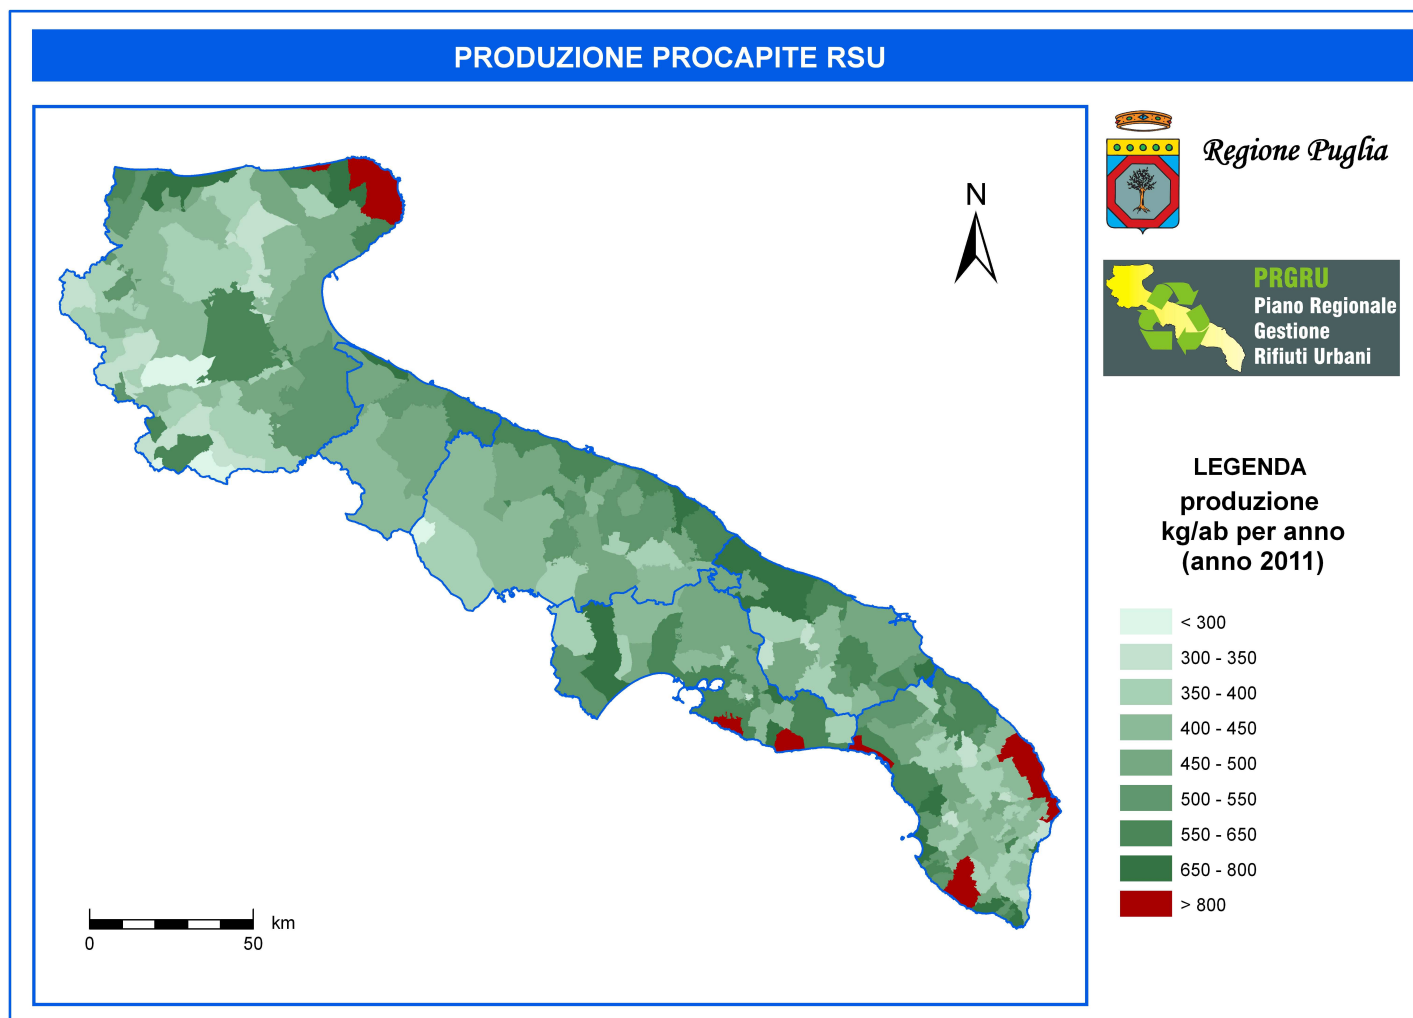 PRODUZIONE PROCAPITE RSU
Regione Puglia
PRGRU
Piano Regionale
Gestione
Rifiuti Urbani
N
LEGENDA
produzione
kg/ab per anno
(anno 2011)
< 300
300 - 350
350 - 400
400 - 450
450 - 500
500 - 550
550 - 650
650 - 800
> 800
km
0 50